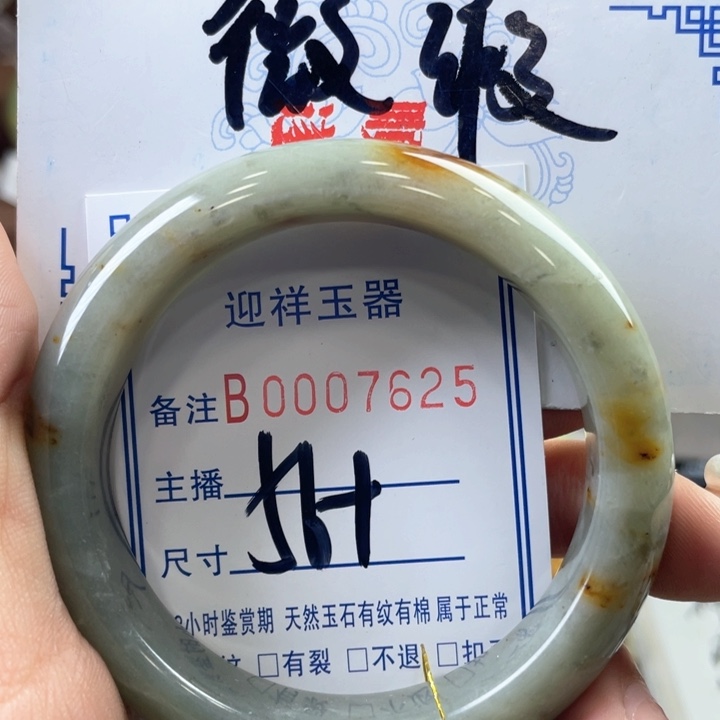 微瑕
迎祥玉器
备注B0007625
主播
尺寸
小时鉴赏期 天然玉石有纹有棉 属于正常
纹 □有裂 □不退 □扣